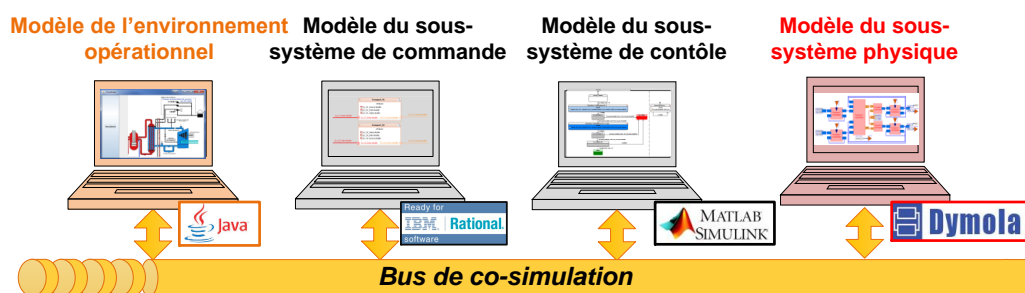 Modèle de l'environnement
opérationnel
Modèle du sous-
système de commande
Modèle du sous-
système de contôle
Modèle du sous-
système physique
Java
Ready for
IBM. Rational.
software
MATLAB
SIMULINK
Dymola
Bus de co-simulation